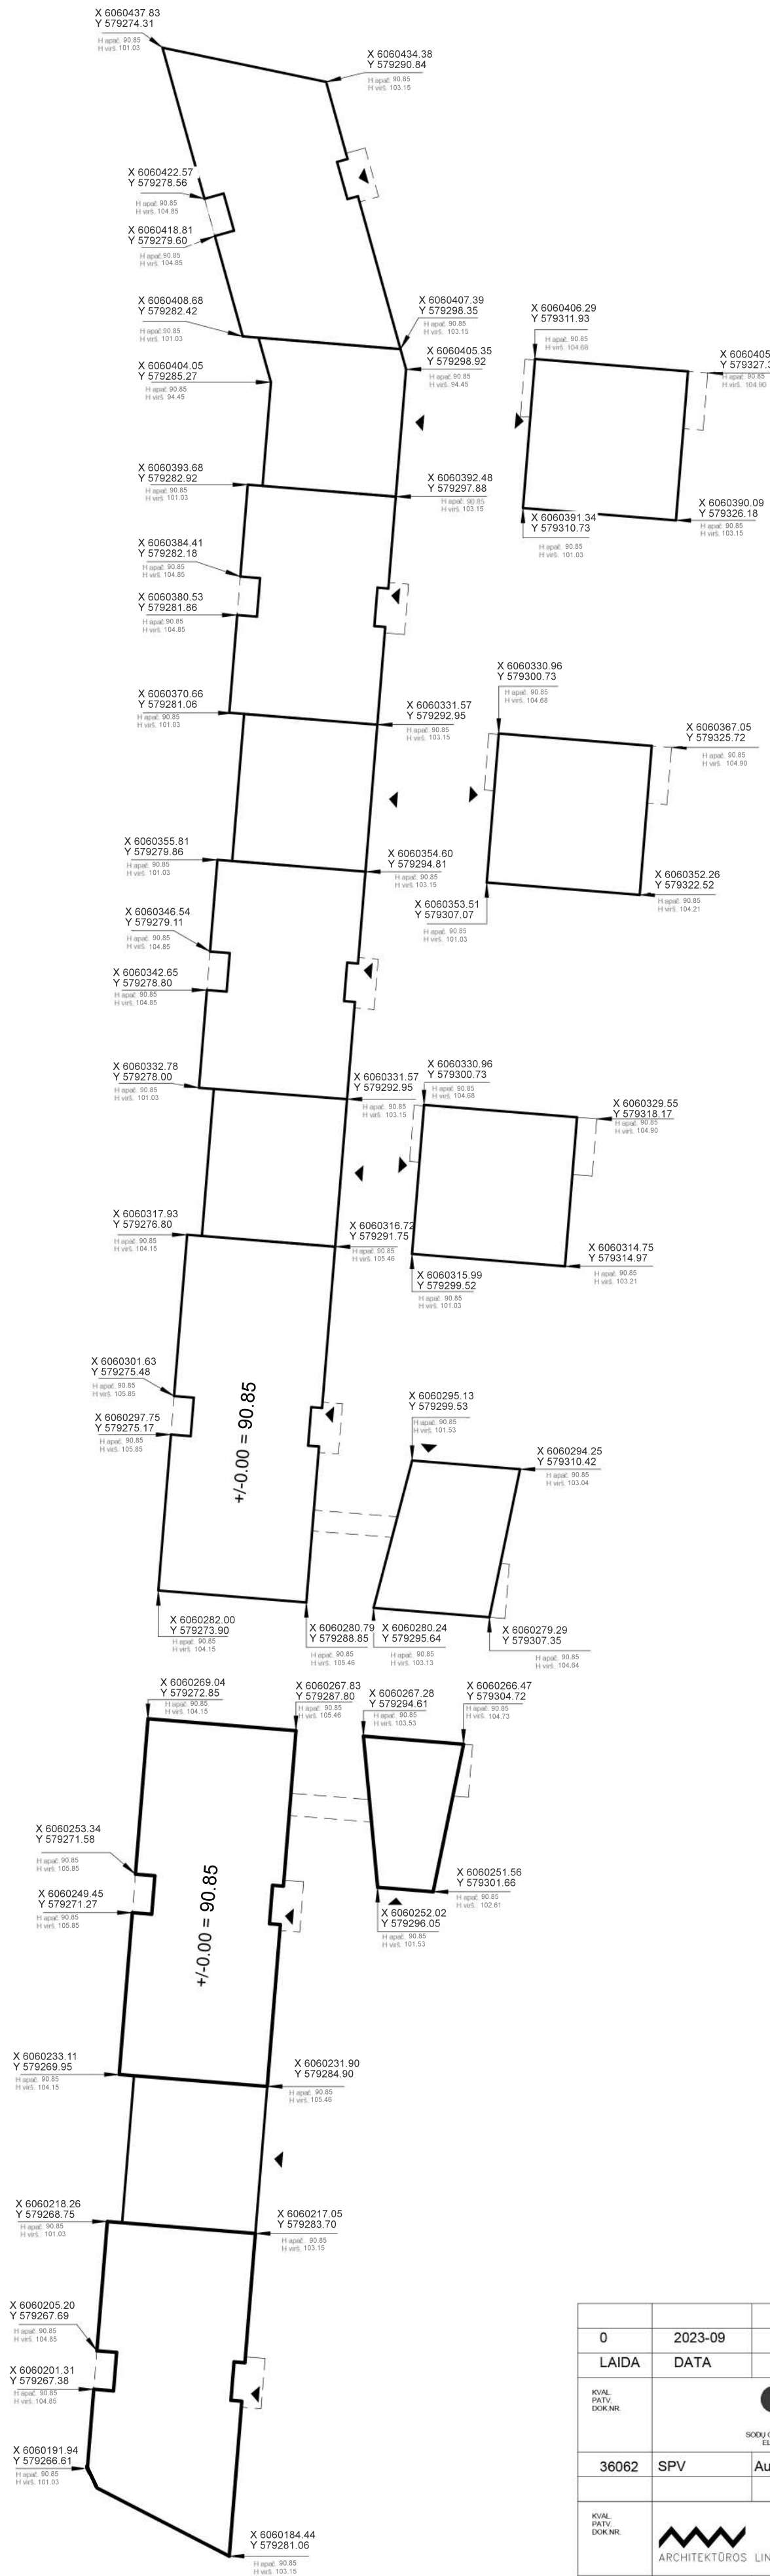 X 6060437.83
Y 579274.31
H apač. 90.85
H virš. 101.03
X 6060434.38
Y 579290.84
H apač. 90.85
H virš. 103.15
X 6060422.57
Y 579278.56
H apač. 90.85
H virš. 104.85
X 6060418.81
Y 579279.60
H apač. 90.85
H virš. 104.85
X 6060408.68
Y 579282.42
H apač. 90.85
H virš. 101.03
X 6060407.39
Y 579298.35
H apač. 90.85
H virš. 103.15
X 6060406.29
Y 579311.93
H apač. 90.85
H virš. 104.68
X 6060405
Y 579327.3
H apač. 90.85
H virš. 104.90
X 6060404.05
Y 579285.27
H apač. 90.85
H virš. 94.45
X 6060405.35
Y 579298.92
H apač. 90.85
H virš. 94.45
X 6060393.68
Y 579282.92
H apač. 90.85
H virš. 101.03
X 6060392.48
Y 579297.88
H apač. 90.85
H virš. 103.15
X 6060391.34
Y 579310.73
H apač. 90.85
H virš. 101.03
X 6060390.09
Y 579326.18
H apač. 90.85
H virš. 103.15
X 6060384.41
Y 579282.18
H apač. 90.85
H virš. 104.85
X 6060380.53
Y 579281.86
H apač. 90.85
H virš. 104.85
X 6060370.66
Y 579281.06
H apač. 90.85
H virš. 101.03
X 6060331.57
Y 579292.95
H apač. 90.85
H virš. 103.15
X 6060330.96
Y 579300.73
H apač. 90.85
H virš. 104.68
X 6060367.05
Y 579325.72
H apač. 90.85
H virš. 104.90
X 6060355.81
Y 579279.86
H apač. 90.85
H virš. 101.03
X 6060354.60
Y 579294.81
H apač. 90.85
H virš. 103.15
X 6060353.51
Y 579307.07
H apač. 90.85
H virš. 101.03
X 6060352.26
Y 579322.52
H apač. 90.85
H virš. 104.21
X 6060346.54
Y 579279.11
H apač. 90.85
H virš. 104.85
X 6060342.65
Y 579278.80
H apač. 90.85
H virš. 104.85
X 6060332.78
Y 579278.00
H apač. 90.85
H virš. 101.03
X 6060331.57
Y 579292.95
H apač. 90.85
H virš. 103.15
X 6060330.96
Y 579300.73
H apač. 90.85
H virš. 104.68
X 6060329.55
Y 579318.17
H apač. 90.85
H virš. 104.90
X 6060317.93
Y 579276.80
H apač. 90.85
H virš. 104.15
X 6060316.72
Y 579291.75
H apač. 90.85
H virš. 105.46
X 6060315.99
Y 579299.52
H apač. 90.85
H virš. 101.03
X 6060314.75
Y 579314.97
H apač. 90.85
H virš. 103.21
X 6060301.63
Y 579275.48
H apač. 90.85
H virš. 105.85
X 6060297.75
Y 579275.17
H apač. 90.85
H virš. 105.85
+/-0.00 = 90.85
X 6060295.13
Y 579299.53
H apač. 90.85
H virš. 101.53
X 6060294.25
Y 579310.42
H apač. 90.85
H virš. 103.04
X 6060282.00
Y 579273.90
H apač. 90.85
H virš. 104.15
X 6060280.79
Y 579288.85
H apač. 90.85
H virš. 105.46
X 6060280.24
Y 579295.64
H apač. 90.85
H virš. 103.13
X 6060279.29
Y 579307.35
H apač. 90.85
H virš. 104.64
X 6060269.04
Y 579272.85
H apač. 90.85
H virš. 104.15
X 6060267.83
Y 579287.80
H apač. 90.85
H virš. 105.46
X 6060267.28
Y 579294.61
H apač. 90.85
H virš. 103.53
X 6060266.47
Y 579304.72
H apač. 90.85
H virš. 104.73
X 6060253.34
Y 579271.58
H apač. 90.85
H virš. 105.85
X 6060249.45
Y 579271.27
H apač. 90.85
H virš. 105.85
+/-0.00 = 90.85
X 6060251.56
Y 579301.66
H apač. 90.85
H virš. 102.61
X 6060252.02
Y 579296.05
H apač. 90.85
H virš. 101.53
X 6060233.11
Y 579269.95
H apač. 90.85
H virš. 104.15
X 6060231.90
Y 579284.90
H apač. 90.85
H virš. 105.46
X 6060218.26
Y 579268.75
H apač. 90.85
H virš. 101.03
X 6060217.05
Y 579283.70
H apač. 90.85
H virš. 103.15
X 6060205.20
Y 579267.69
H apač. 90.85
H virš. 104.85
X 6060201.31
Y 579267.38
H apač. 90.85
H virš. 104.85
X 6060191.94
Y 579266.61
H apač. 90.85
H virš. 101.03
X 6060184.44
Y 579281.06
H apač. 90.85
H virš. 103.15
0 2023-09
LAIDA DATA
KVAL.
PATV.
DOK.NR.
SODŲ
EL
36062 SPV Au
KVAL.
PATV.
DOK.NR.
ARCHITEKTŪROS LIN